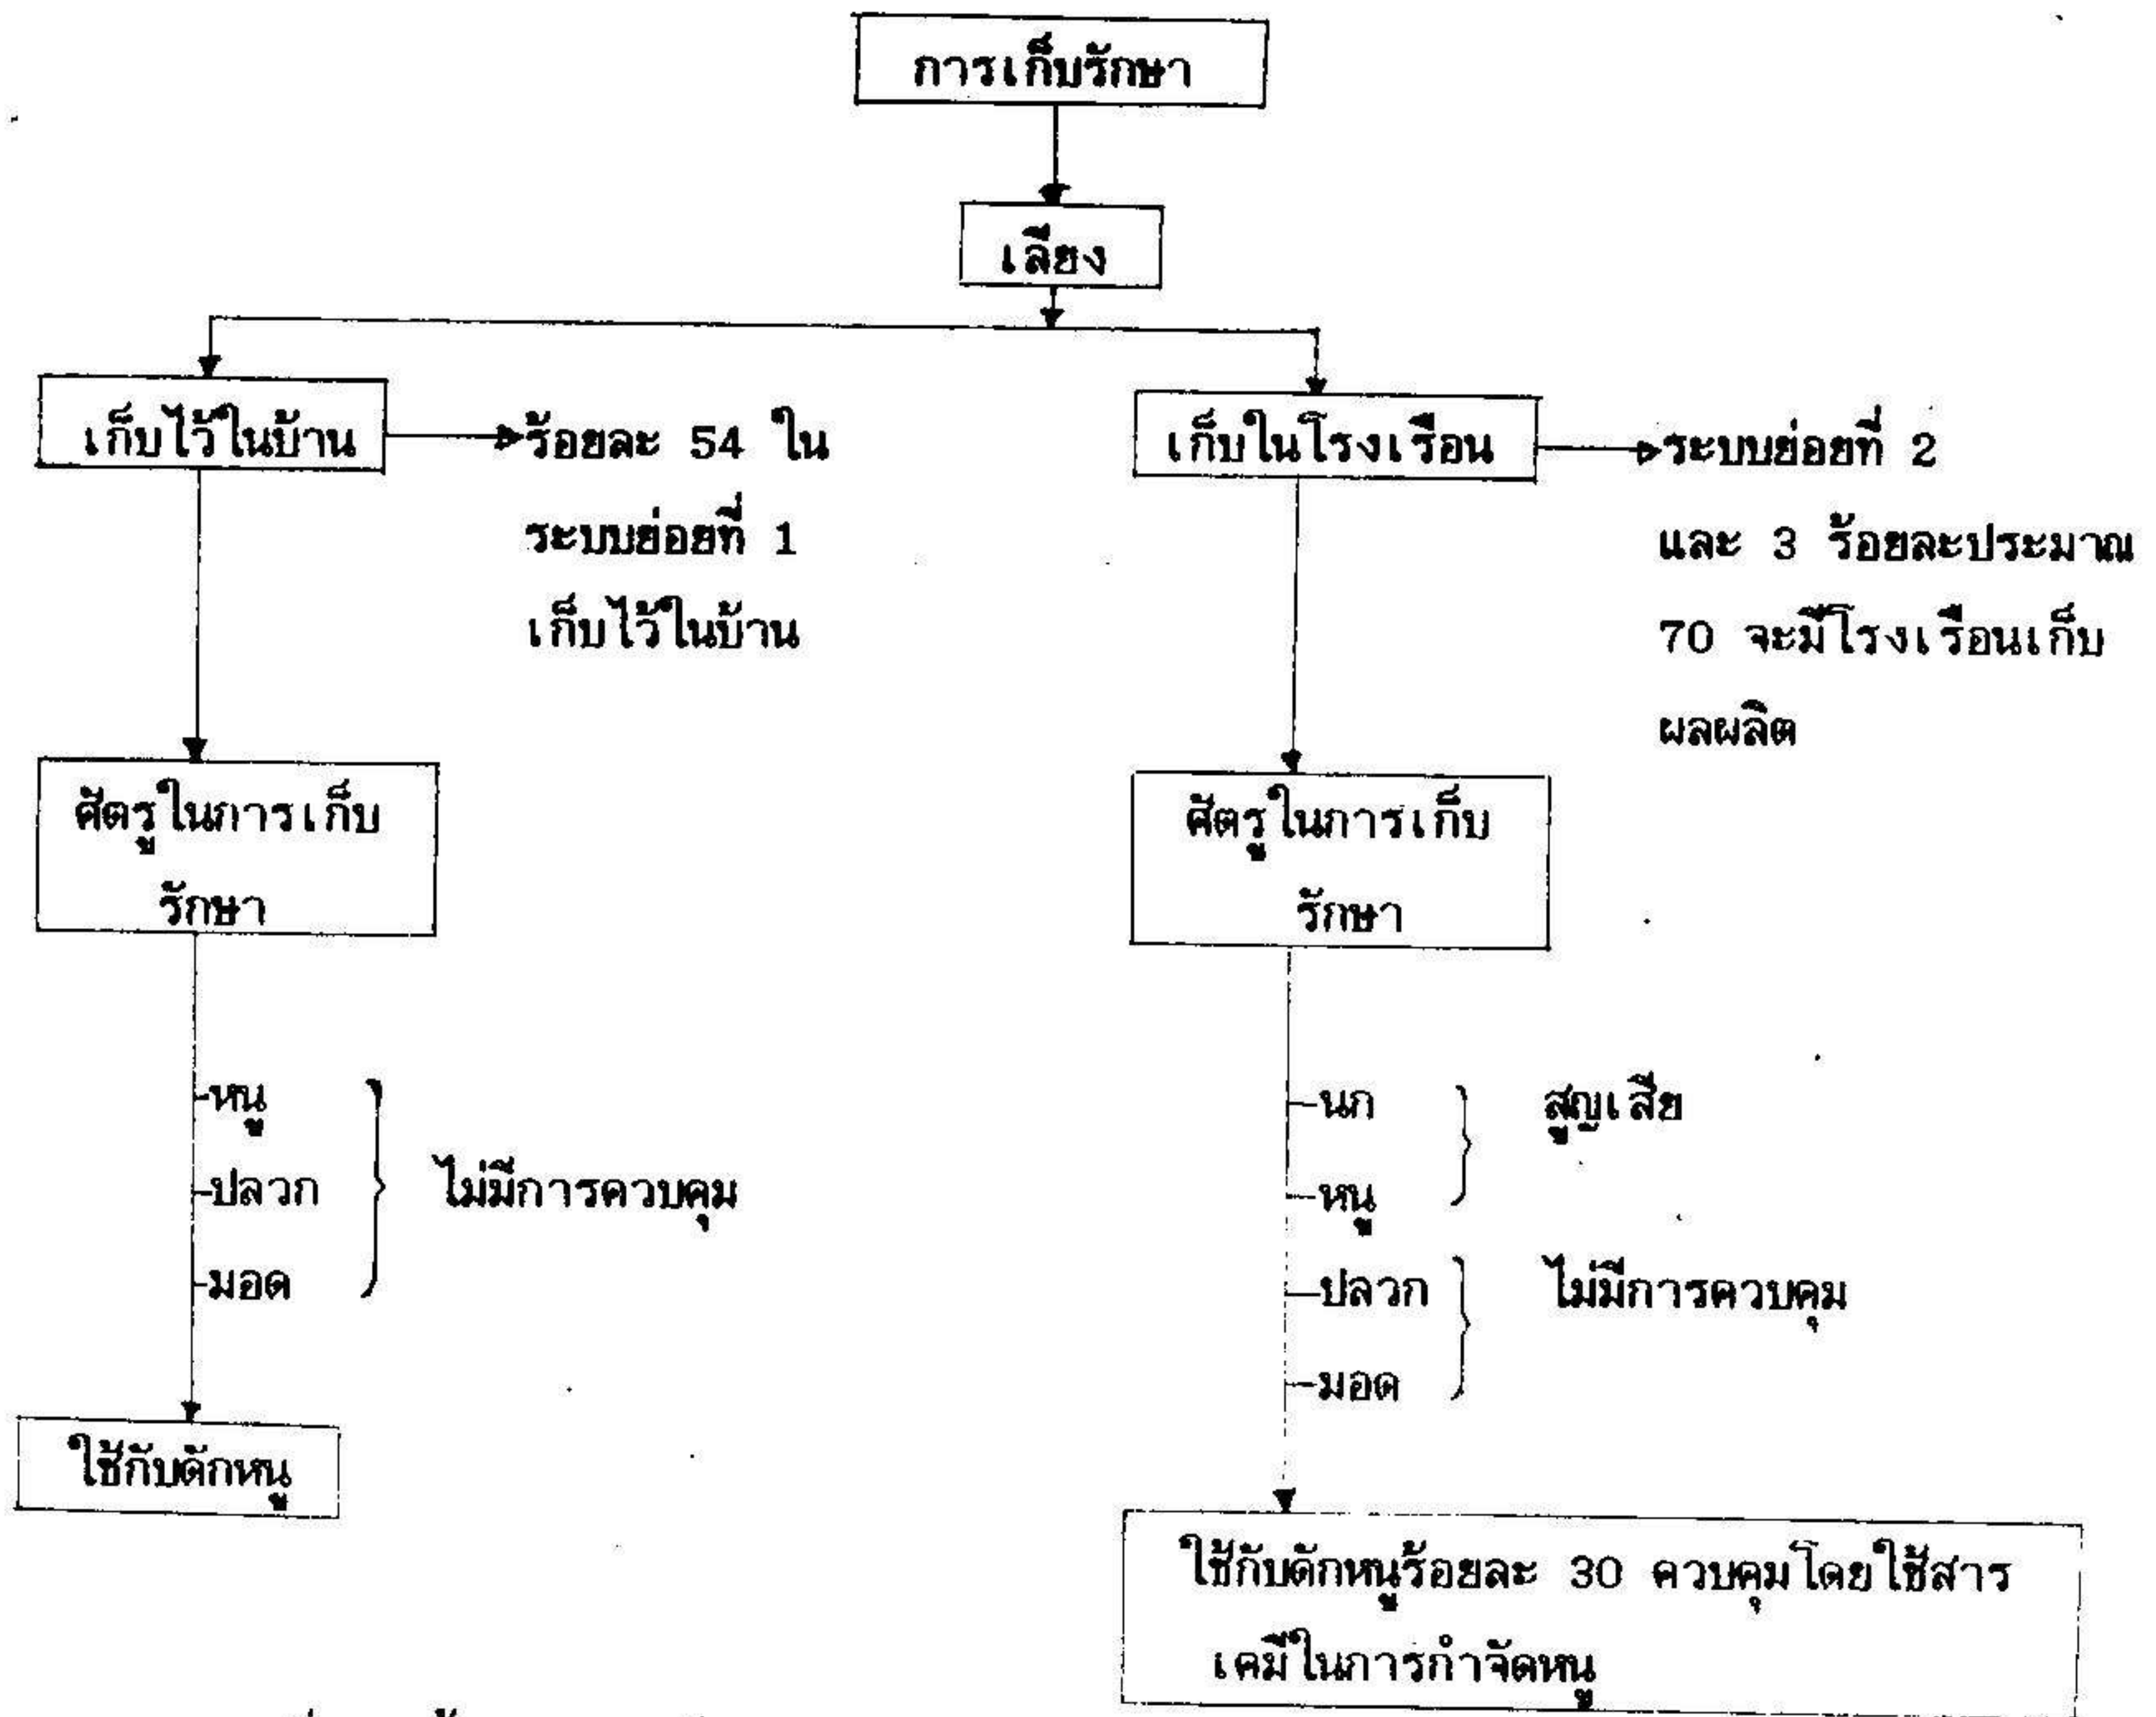 การเก็บรักษา
เลียง
เก็บไว้ในบ้าน
ร้อยละ 54 ใน
ระบบย่อยที่ 1
เก็บไว้ในบ้าน
เก็บในโรงเรือน
ระบบย่อยที่ 2
และ 3 ร้อยละประมาณ
70 จะมีโรงเรือนเก็บ
ผลผลิต
ศัตรูในการเก็บ
รักษา
-หนู
-ปลวก
-มอด
ไม่มีการควบคุม
ใช้กับดักหนู
ศัตรูในการเก็บ
รักษา
-นก
-หนู
สูญเสีย
-ปลวก
-มอด
ไม่มีการควบคุม
ใช้กับดักหนูร้อยละ 30 ควบคุมโดยใช้สาร
เคมีในการกำจัดหนู